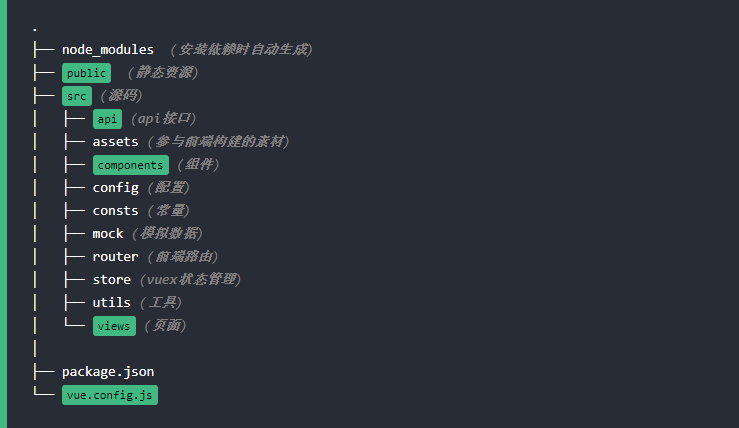 .
├── node_modules (安装依赖时自动生成)
├── public (静态资源)
├── src (源码)
│   ├── api (api接口)
│   ├── assets (参与前端构建的素材)
│   ├── components (组件)
│   ├── config (配置)
│   ├── consts (常量)
│   ├── mock (模拟数据)
│   ├── router (前端路由)
│   ├── store (vuex状态管理)
│   ├── utils (工具)
│   └── views (页面)
│
├── package.json
└── vue.config.js